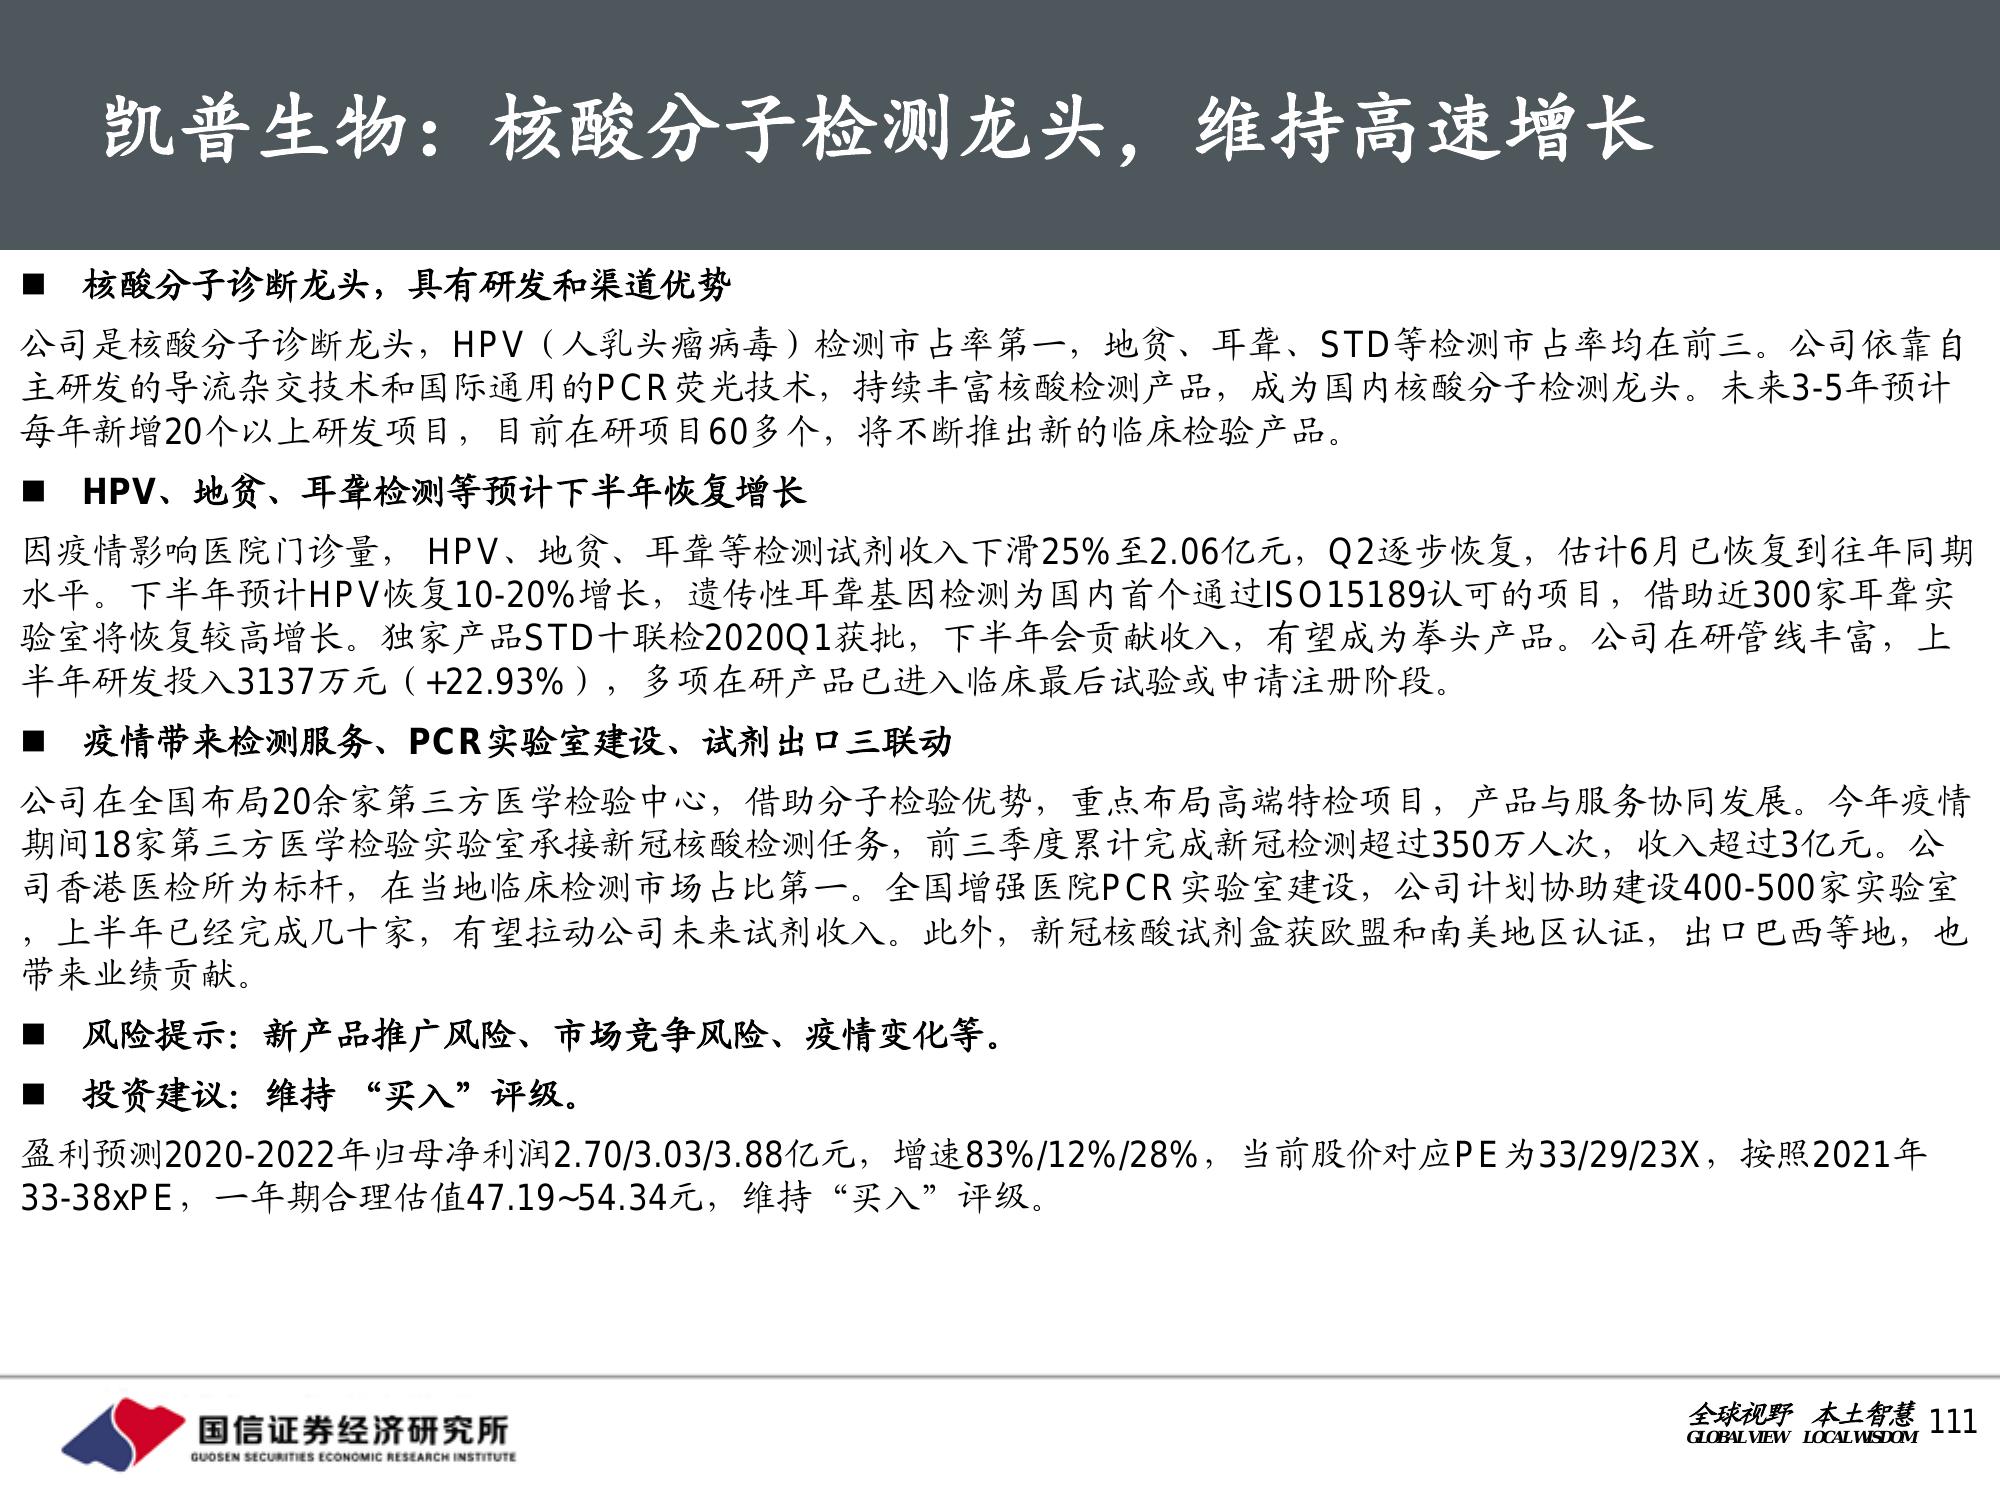 凯普生物：核酸分子检测龙头，维持高速增长
■ 核酸分子诊断龙头，具有研发和渠道优势
公司是核酸分子诊断龙头，HPV（人乳头瘤病毒）检测市占率第一，地贫、耳聋、STD等检测市占率均在前三。公司依靠自
主研发的导流杂交技术和国际通用的PCR荧光技术，持续丰富核酸检测产品，成为国内核酸分子检测龙头。未来3-5年预计
每年新增20个以上研发项目，目前在研项目60多个，将不断推出新的临床检验产品。
■ HPV、地贫、耳聋检测等预计下半年恢复增长
因疫情影响医院门诊量， HPV、地贫、耳聋等检测试剂收入下滑25%至2.06亿元，Q2逐步恢复，估计6月已恢复到往年同期
水平。下半年预计HPV恢复10-20%增长，遗传性耳聋基因检测为国内首个通过ISO15189认可的项目，借助近300家耳聋实
验室将恢复较高增长。独家产品STD十联检2020Q1获批，下半年会贡献收入，有望成为拳头产品。公司在研管线丰富，上
半年研发投入3137万元（+22.93%），多项在研产品已进入临床最后试验或申请注册阶段。
■ 疫情带来检测服务、PCR实验室建设、试剂出口三联动
公司在全国布局20余家第三方医学检验中心，借助分子检验优势，重点布局高端特检项目，产品与服务协同发展。今年疫情
期间18家第三方医学检验实验室承接新冠核酸检测任务，前三季度累计完成新冠检测超过350万人次，收入超过3亿元。公
司香港医检所为标杆，在当地临床检测市场占比第一。全国增强医院PCR实验室建设，公司计划协助建设400-500家实验室
，上半年已经完成几十家，有望拉动公司未来试剂收入。此外，新冠核酸试剂盒获欧盟和南美地区认证，出口巴西等地，也
带来业绩贡献。
■ 风险提示：新产品推广风险、市场竞争风险、疫情变化等。
■ 投资建议：维持 “买入”评级。
盈利预测2020-2022年归母净利润2.70/3.03/3.88亿元，增速83%/12%/28%，当前股价对应PE为33/29/23X，按照2021年
33-38xPE，一年期合理估值47.19~54.34元，维持“买入”评级。
国信证券经济研究所
GUOSEN SECURITIES ECONOMIC RESEARCH INSTITUTE
全球视野 本土智慧
GLOBAL VIEW LOCAL WISDOM
111